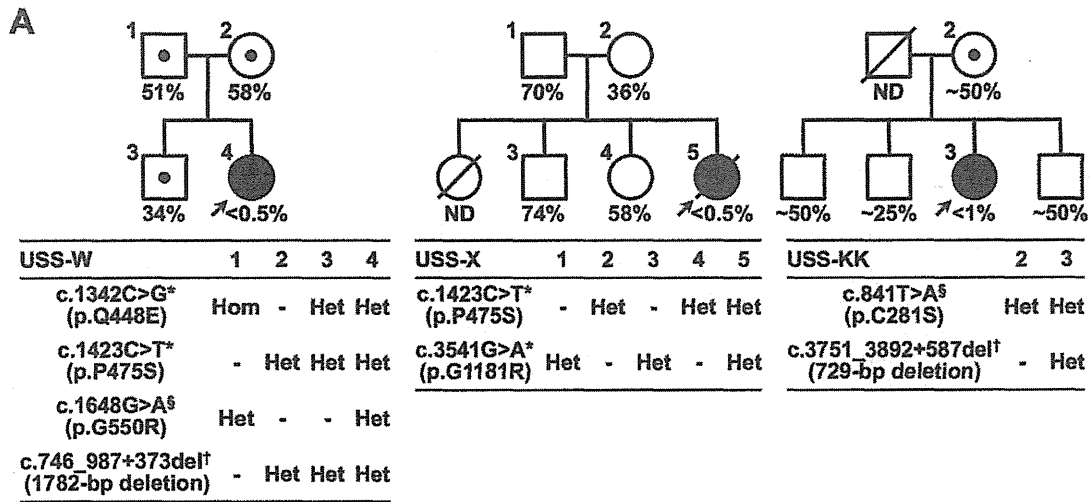 A
1 2 1 2 2
51% 58% 70% 36% ND ~50%
3 4 3 4 5 3
34% <0.5% ND 74% 58% <0.5% ~50% ~25% <1% ~50%
USS-W 1 2 3 4
c.1342C>G* (p.Q448E) Hom - Het Het
c.1423C>T* (p.P475S) - Het Het Het
c.1648G>A§ (p.G550R) Het - - Het
c.746_987+373del† (1782-bp deletion) - Het Het Het
USS-X 1 2 3 4 5
c.1423C>T* (p.P475S) - Het - Het Het
c.3541G>A* (p.G1181R) Het - Het - Het
USS-KK 2 3
c.841T>A§ (p.C281S) Het Het
c.3751_3892+587del† (729-bp deletion) - Het